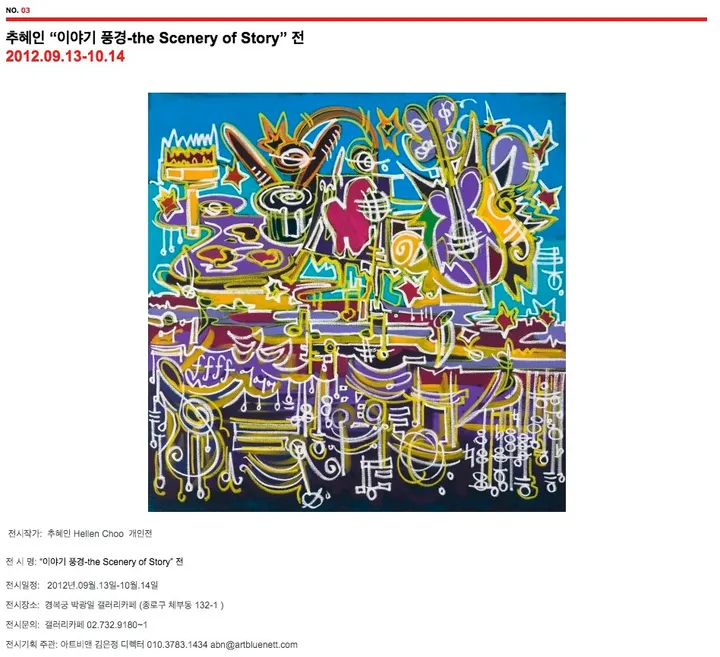 NO. 03
추혜인 “이야기 풍경-the Scenery of Story” 전
2012.09.13-10.14
전시작가: 추혜인 Hellen Choo 개인전
전 시 명: “이야기 풍경-the Scenery of Story” 전
전시일정: 2012년.09월.13일-10월.14일
전시장소: 경복궁 박광일 갤러리카페 (종로구 체부동 132-1 )
전시문의: 갤러리카페 02.732.9180~1
전시기획 주관: 아트비앤 김은정 디렉터 010.3783.1434 abn@artbluenett.com